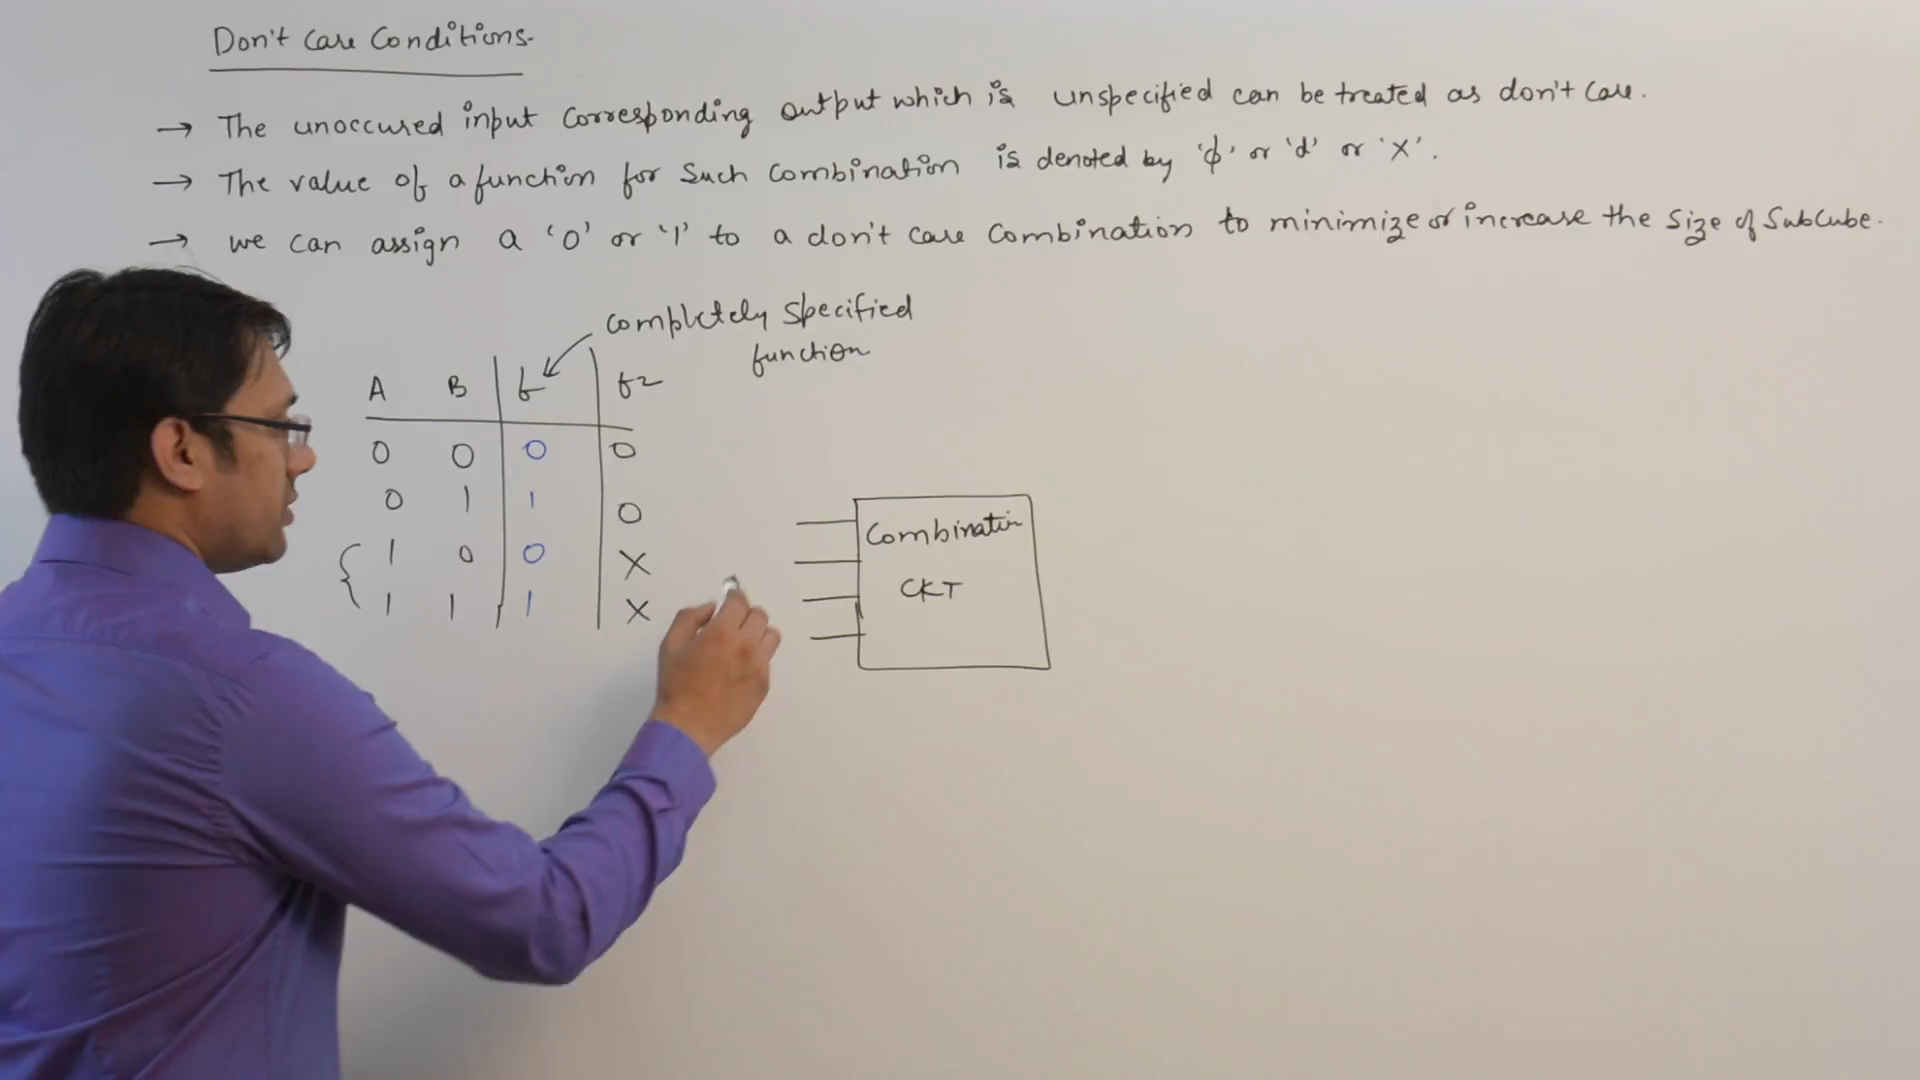 Don't Care Conditions.
→ The unoccured input corresponding output which is unspecified can be treated as don't care.
→ The value of a function for such combination is denoted by 'ϕ' or 'd' or 'X'.
→ we can assign a '0' or '1' to a don't care combination to minimize or increase the size of subcube.
completely specified
function
A B f f2
0 0 0 0
0 1 1 0
1 0 0 X
1 1 1 X
Combinatin
CKT